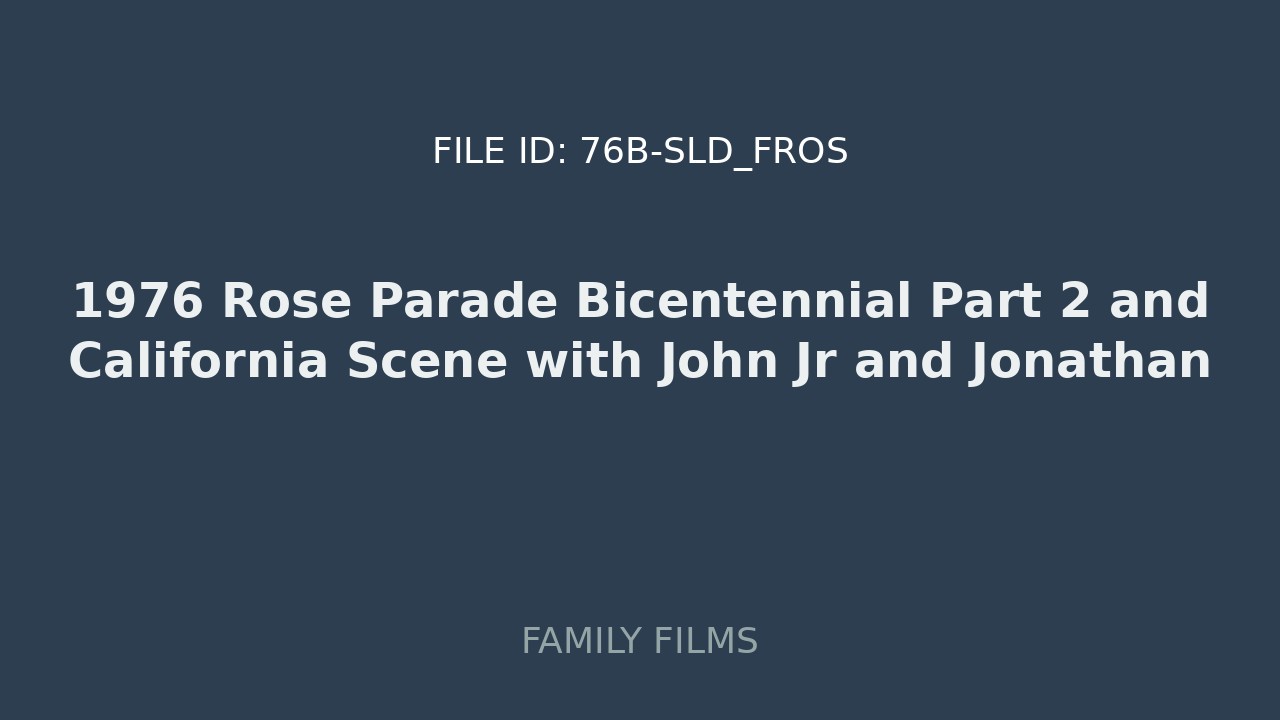 FILE ID: 76B-SLD_FROS
1976 Rose Parade Bicentennial Part 2 and
California Scene with John Jr and Jonathan
FAMILY FILMS